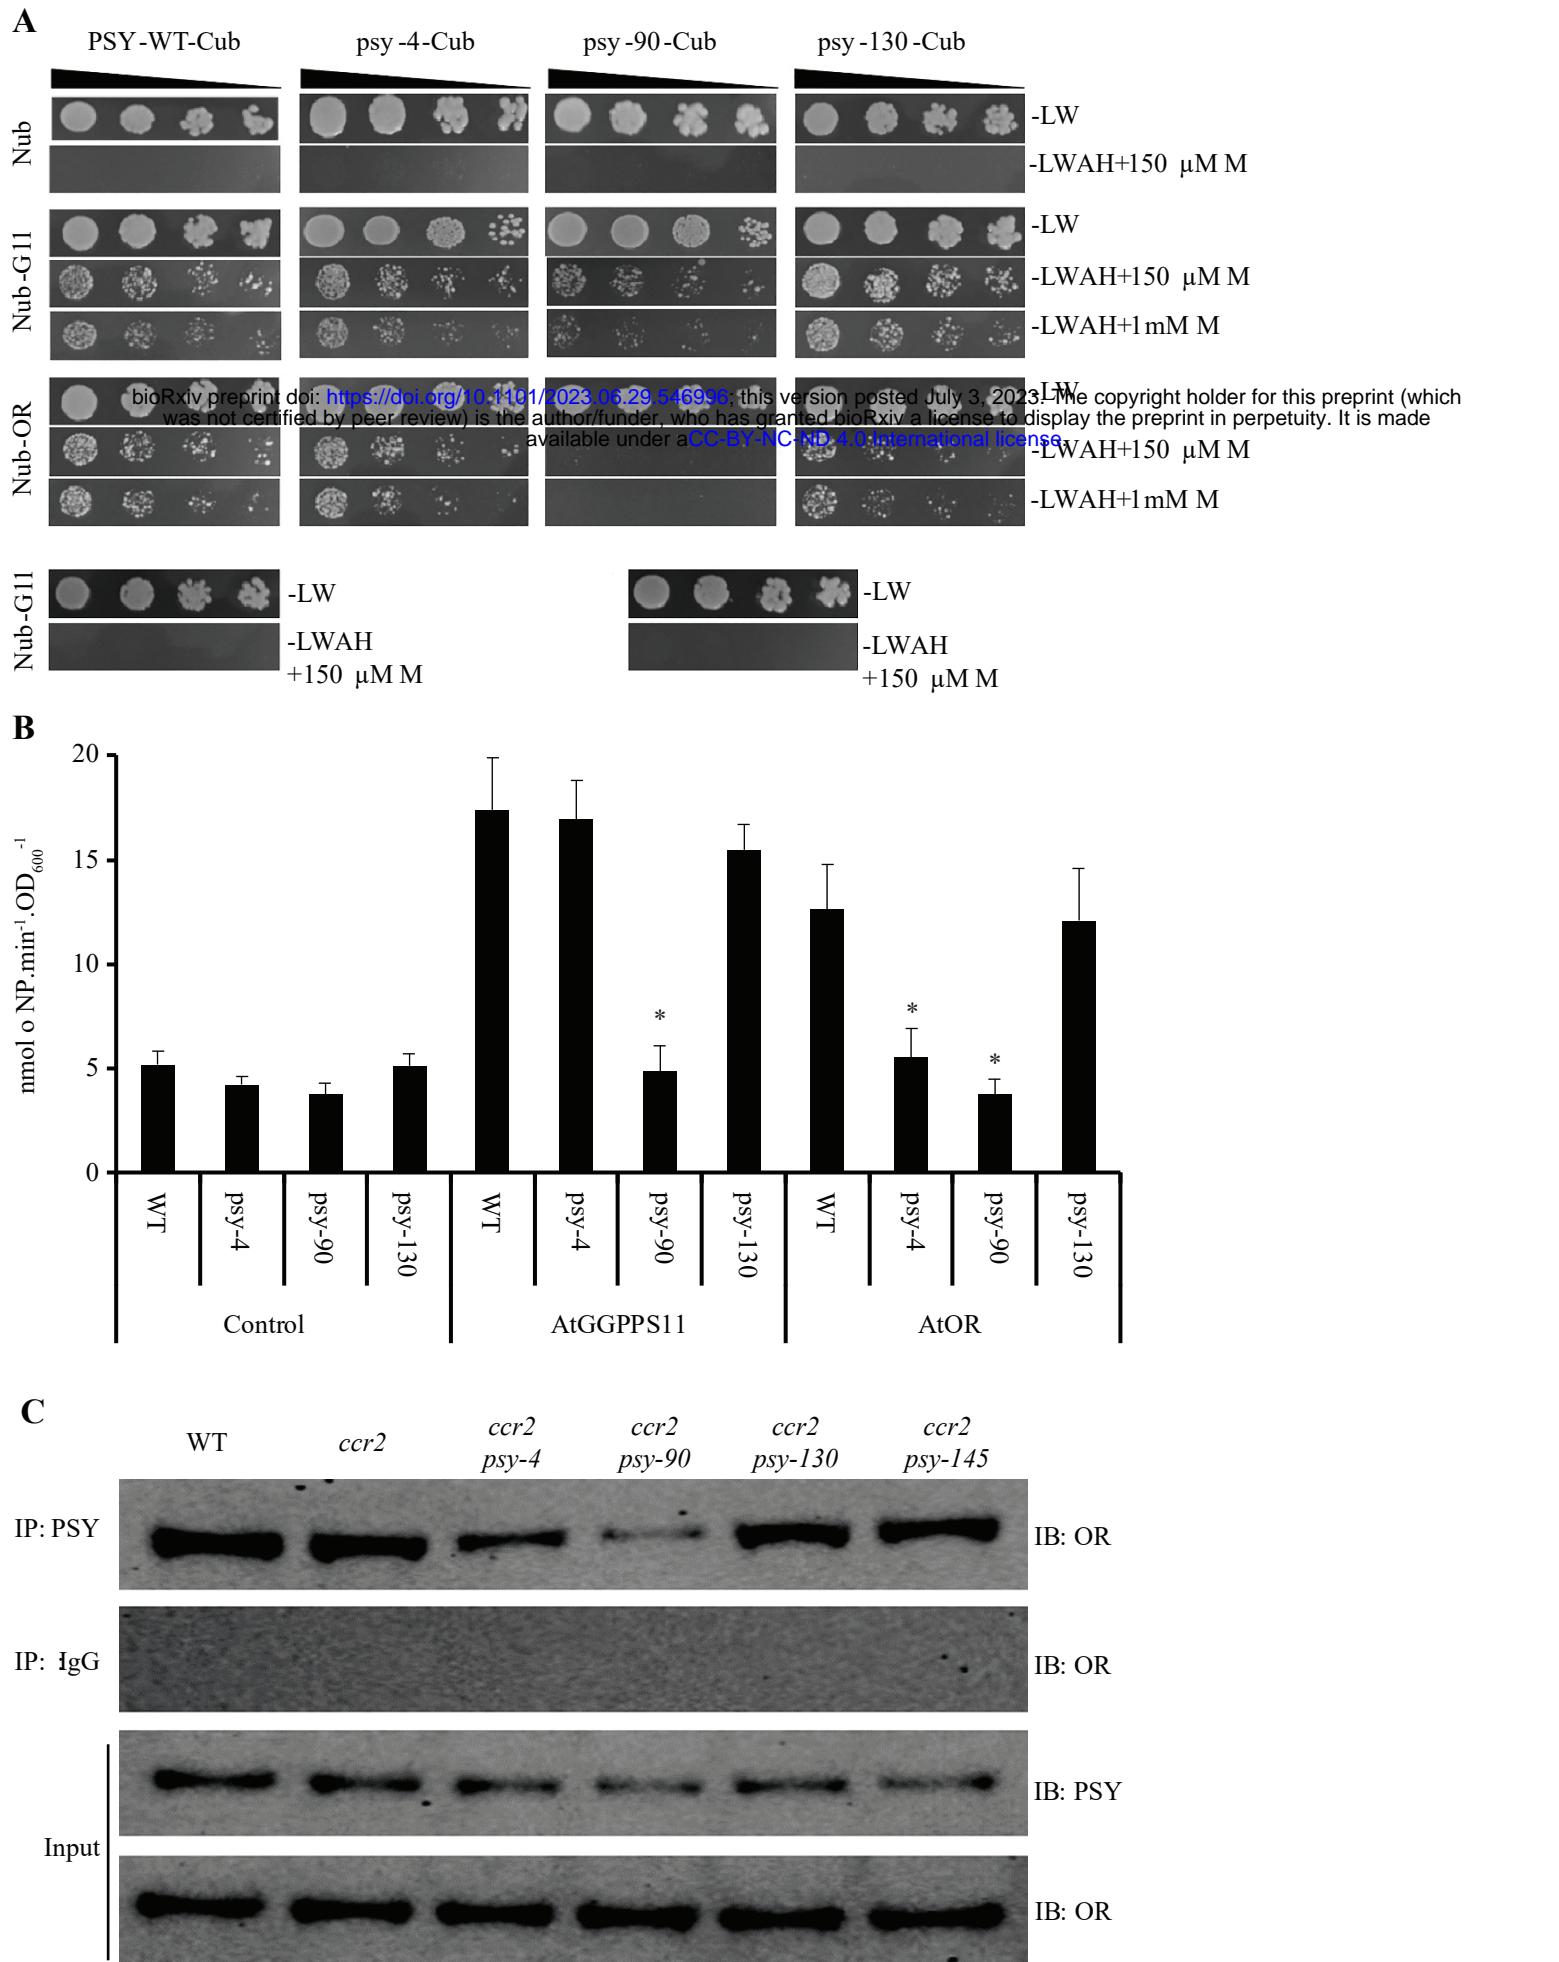 A
PSY-WT-Cub psy-4-Cub psy-90-Cub psy-130-Cub
Nub
-LW
-LWAH+150 µM M
Nub-G11
-LW
-LWAH+150 µM M
-LWAH+1mM M
Nub-OR
-LW
bioRxiv preprint doi: https://doi.org/10.1101/2023.06.29.546996; this version posted July 3, 2023. The copyright holder for this preprint (which
was not certified by peer review) is the author/funder, who has granted bioRxiv a license to display the preprint in perpetuity. It is made
available under aCC-BY-NC-ND 4.0 International license.
-LWAH+150 µM M
-LWAH+1mM M
Nub-G11
-LW -LW
-LWAH -LWAH
+150 µM M +150 µM M
B
nmol o NP.min-1.OD600-1
20
15
10
5
0
* * *
WT psy-4 psy-90 psy-130 WT psy-4 psy-90 psy-130 WT psy-4 psy-90 psy-130
Control AtGGPPS11 AtOR
C
WT ccr2 ccr2 ccr2 ccr2 ccr2
psy-4 psy-90 psy-130 psy-145
IP: PSY IB: OR
IP: IgG IB: OR
IB: PSY
Input
IB: OR